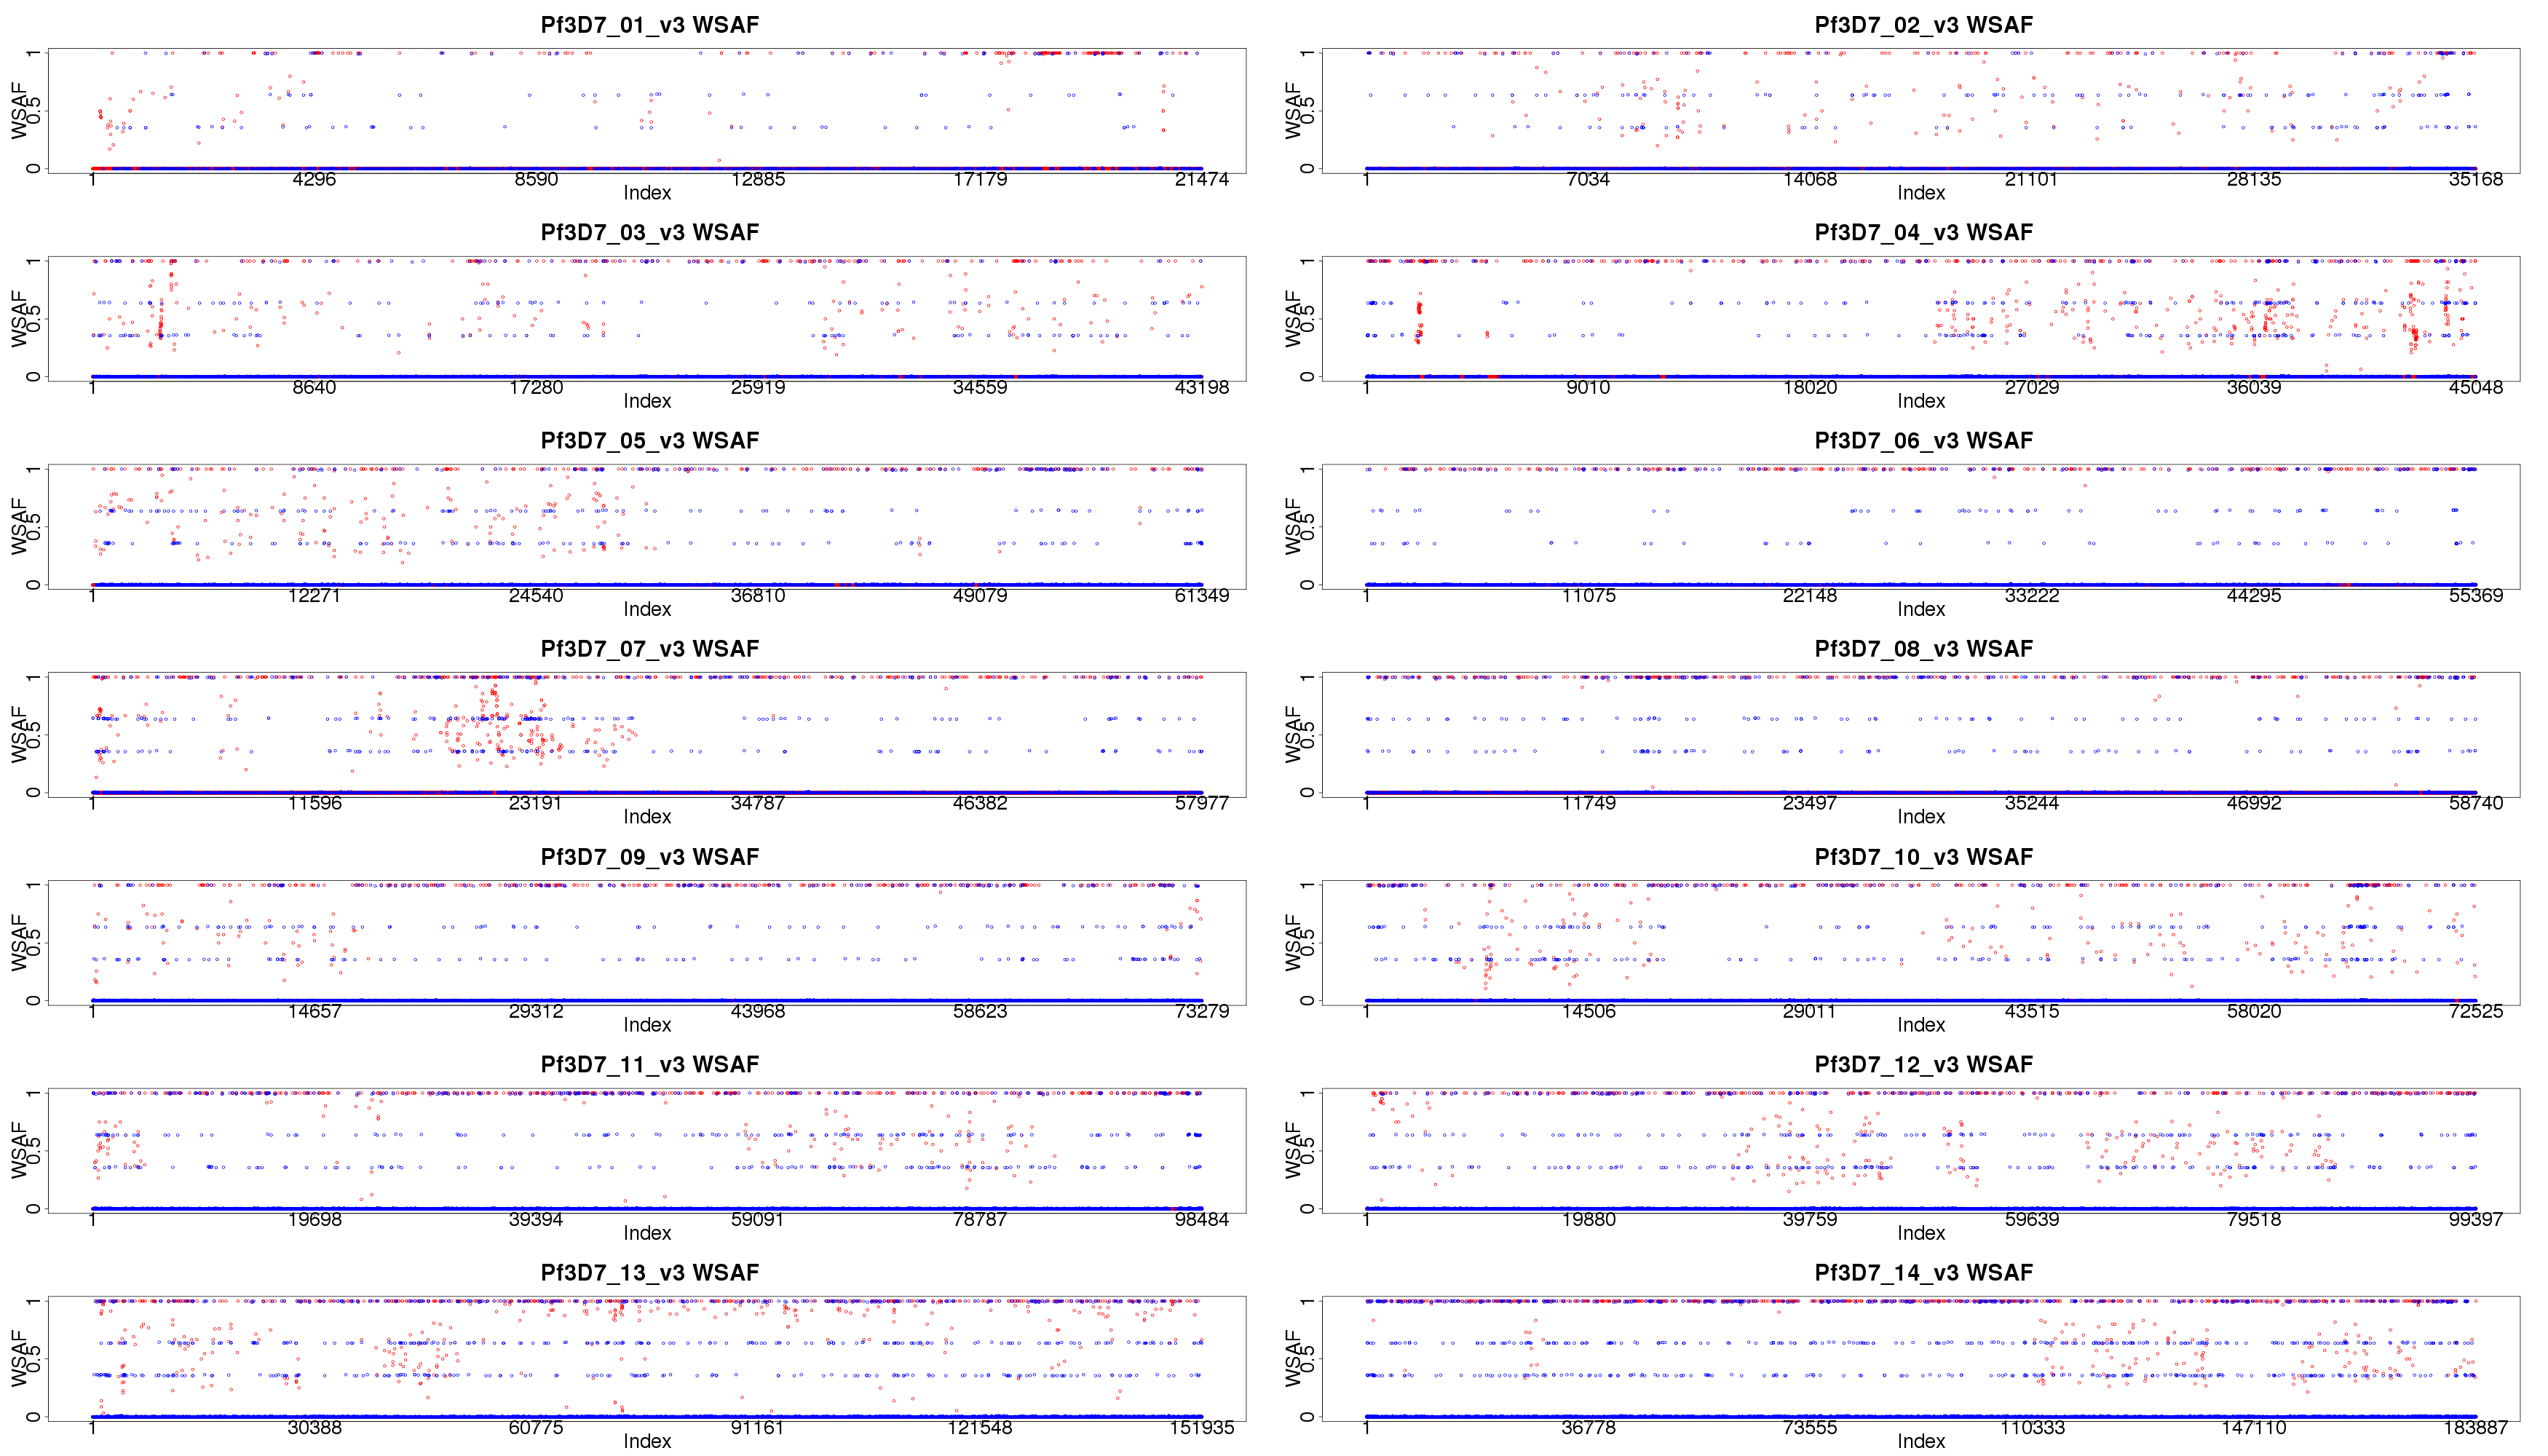 Pf3D7_01_v3 WSAF
WSAF
0 0.5 1
1 4296 8590 12885 17179 21474
Index
Pf3D7_02_v3 WSAF
WSAF
0 0.5 1
1 7034 14068 21101 28135 35168
Index
Pf3D7_03_v3 WSAF
WSAF
0 0.5 1
1 8640 17280 25919 34559 43198
Index
Pf3D7_04_v3 WSAF
WSAF
0 0.5 1
1 9010 18020 27029 36039 45048
Index
Pf3D7_05_v3 WSAF
WSAF
0 0.5 1
1 12271 24540 36810 49079 61349
Index
Pf3D7_06_v3 WSAF
WSAF
0 0.5 1
1 11075 22148 33222 44295 55369
Index
Pf3D7_07_v3 WSAF
WSAF
0 0.5 1
1 11596 23191 34787 46382 57977
Index
Pf3D7_08_v3 WSAF
WSAF
0 0.5 1
1 11749 23497 35244 46992 58740
Index
Pf3D7_09_v3 WSAF
WSAF
0 0.5 1
1 14657 29312 43968 58623 73279
Index
Pf3D7_10_v3 WSAF
WSAF
0 0.5 1
1 14506 29011 43515 58020 72525
Index
Pf3D7_11_v3 WSAF
WSAF
0 0.5 1
1 19698 39394 59091 78787 98484
Index
Pf3D7_12_v3 WSAF
WSAF
0 0.5 1
1 19880 39759 59639 79518 99397
Index
Pf3D7_13_v3 WSAF
WSAF
0 0.5 1
1 30388 60775 91161 121548 151935
Index
Pf3D7_14_v3 WSAF
WSAF
0 0.5 1
1 36778 73555 110333 147110 183887
Index